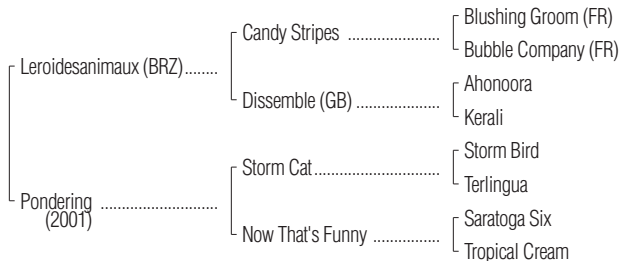 Blushing Groom (FR)
Candy Stripes ....................
Bubble Company (FR)
Leroidesanimaux (BRZ)........
Ahonoora
Dissemble (GB) ....................
Kerali
Storm Bird
Storm Cat.............................
Terlingua
Pondering ............................
(2001)
Saratoga Six
Now That's Funny ................
Tropical Cream